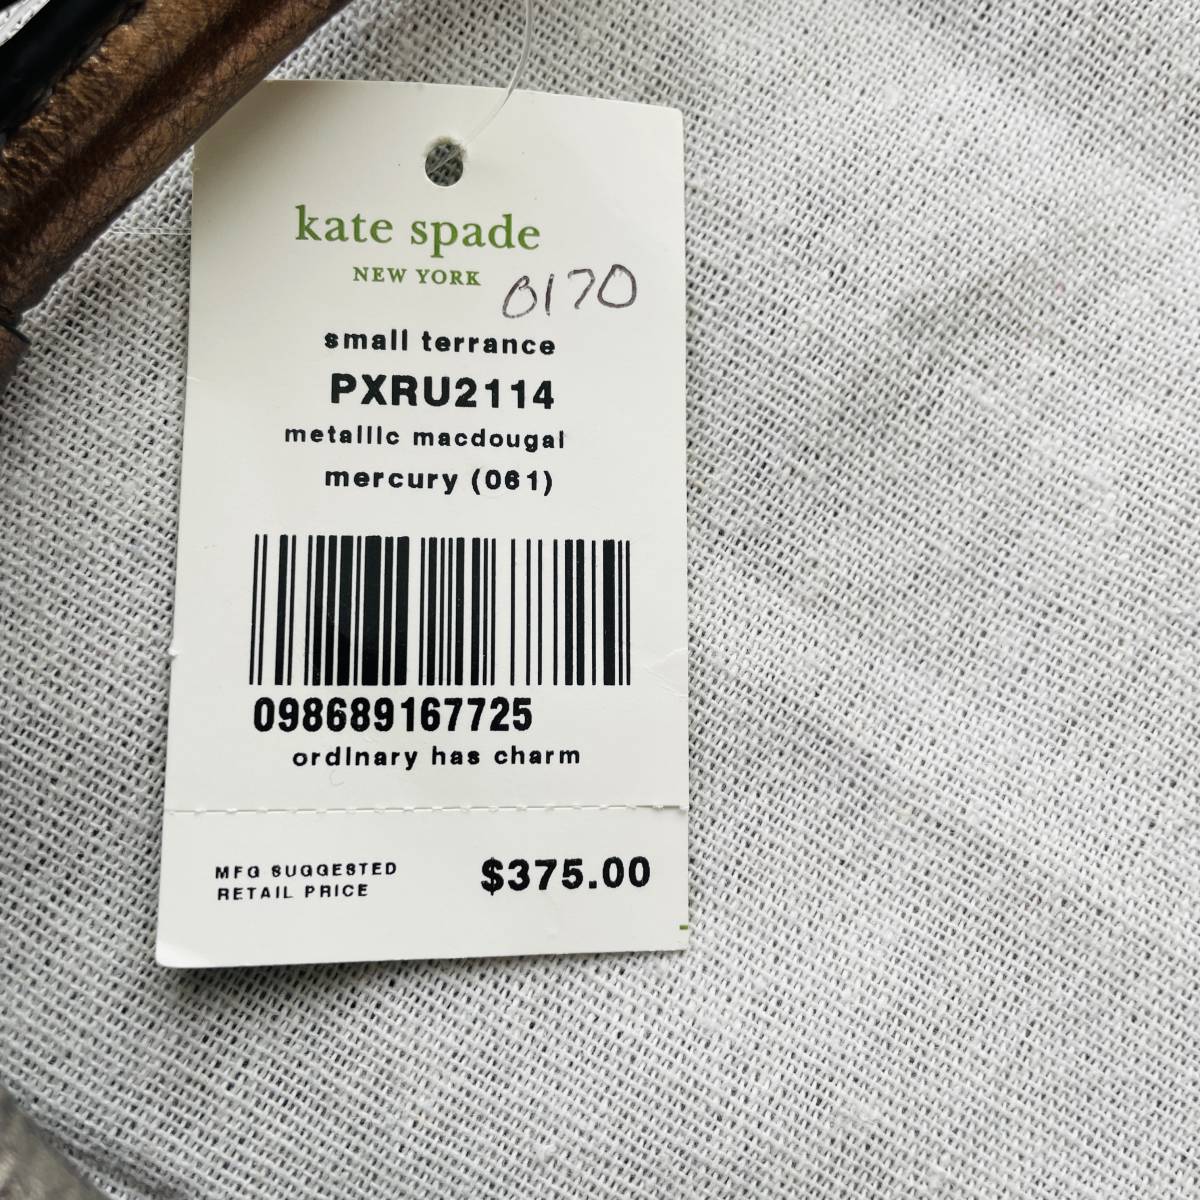 kate spade
NEW YORK
0170
small terrance
PXRU2114
metallic macdougal
mercury (061)
098689167725
ordinary has charm
MFG SUGGESTED
RETAIL PRICE
$375.00